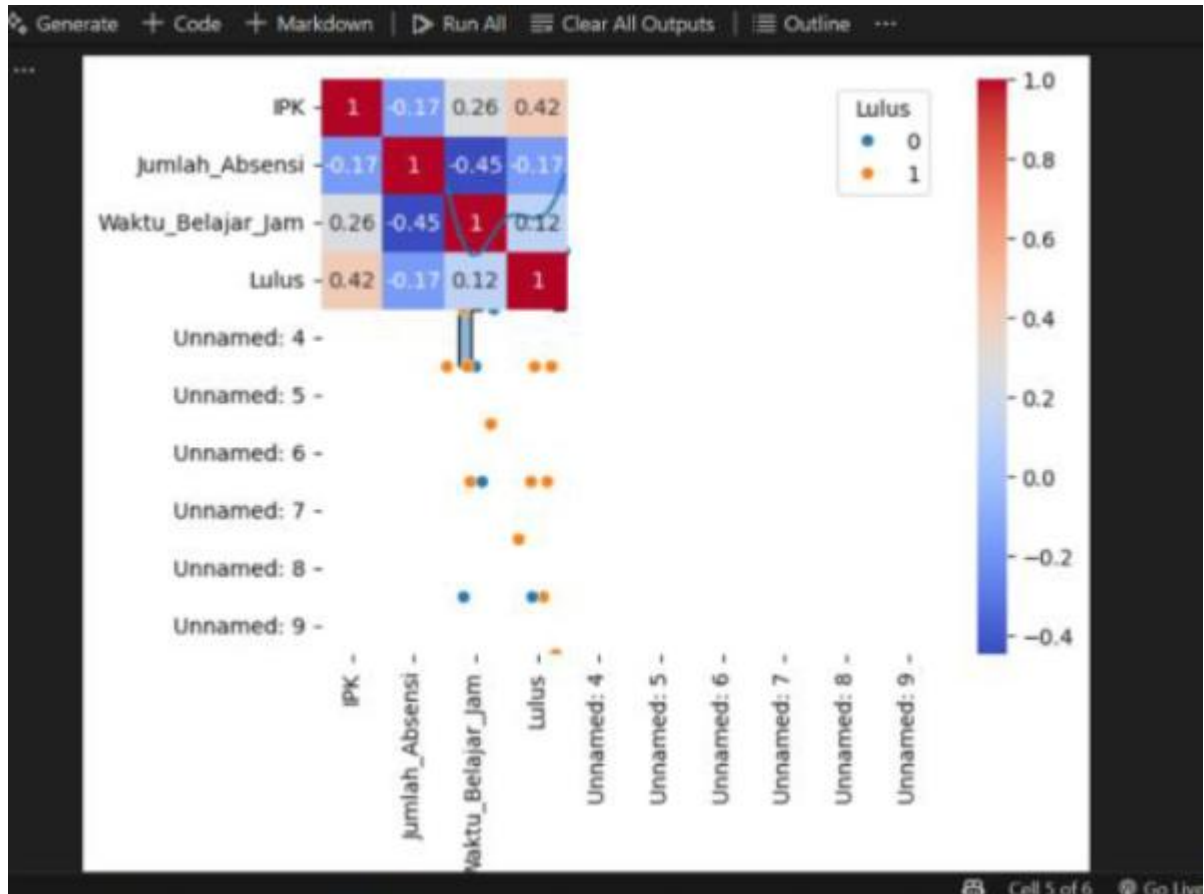 Generate + Code + Markdown Run All Clear All Outputs Outline ...
...
IPK 1 -0.17 0.26 0.42
Jumlah_Absensi -0.17 1 -0.45 -0.17
Waktu_Belajar_Jam 0.26 -0.45 1 0.12
Lulus 0.42 -0.17 0.12 1
Unnamed: 4
Unnamed: 5
Unnamed: 6
Unnamed: 7
Unnamed: 8
Unnamed: 9
IPK
Jumlah_Absensi
Waktu_Belajar_Jam
Lulus
Unnamed: 4
Unnamed: 5
Unnamed: 6
Unnamed: 7
Unnamed: 8
Unnamed: 9
Lulus
0
1
1.0
0.8
0.6
0.4
0.2
0.0
−0.2
−0.4
Cell 5 of 6 Go Live